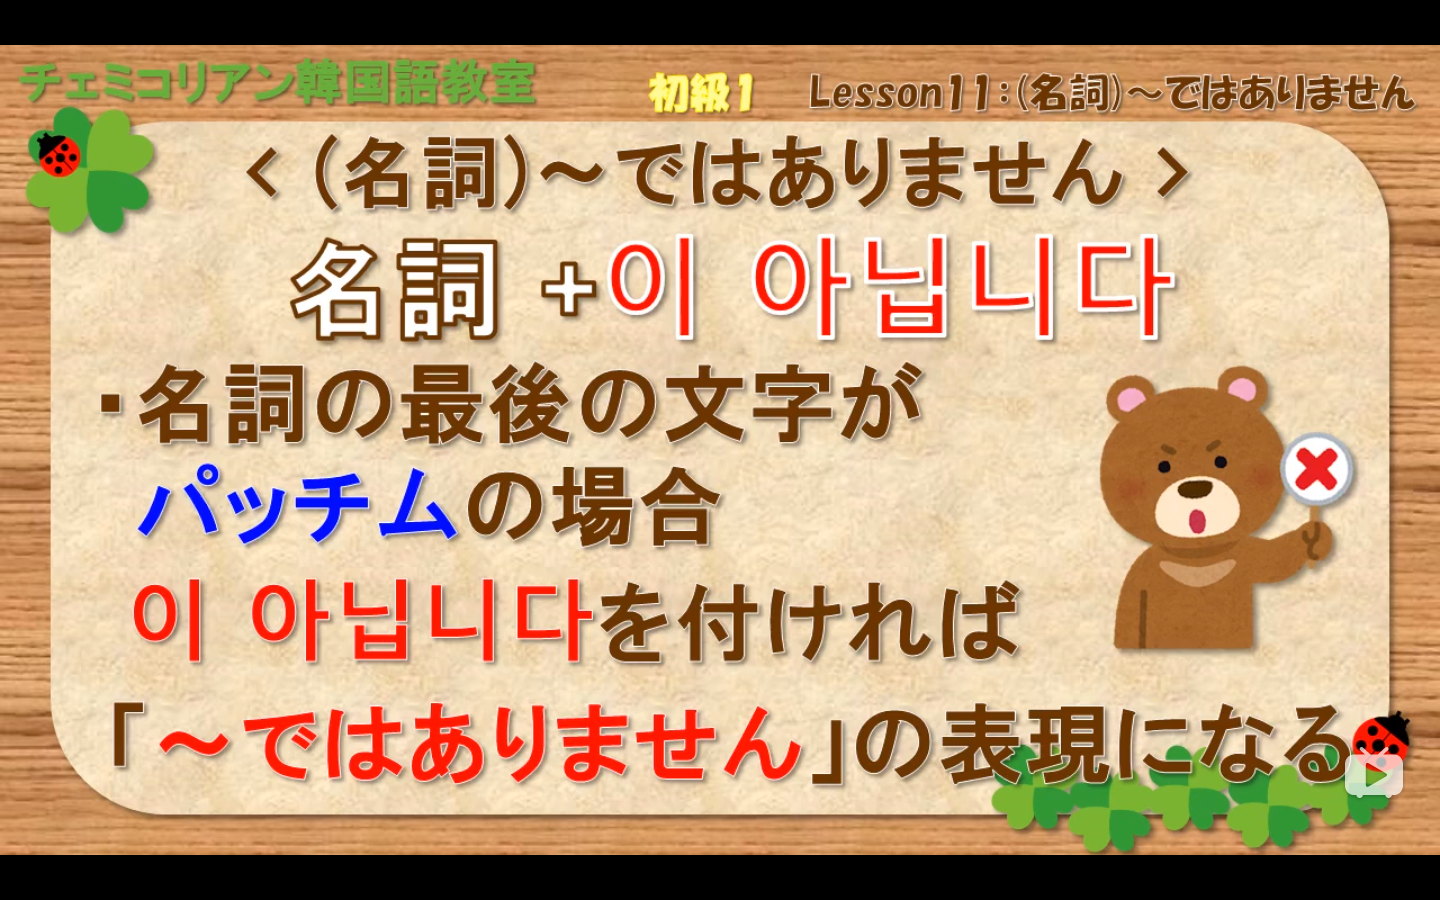 チェミコリアン韓国語教室
初級1 Lesson11:(名詞)～ではありません
＜(名詞)～ではありません＞
名詞 +이 아닙니다
・名詞の最後の文字が
パッチムの場合
이 아닙니다を付ければ
「～ではありません」の表現になる